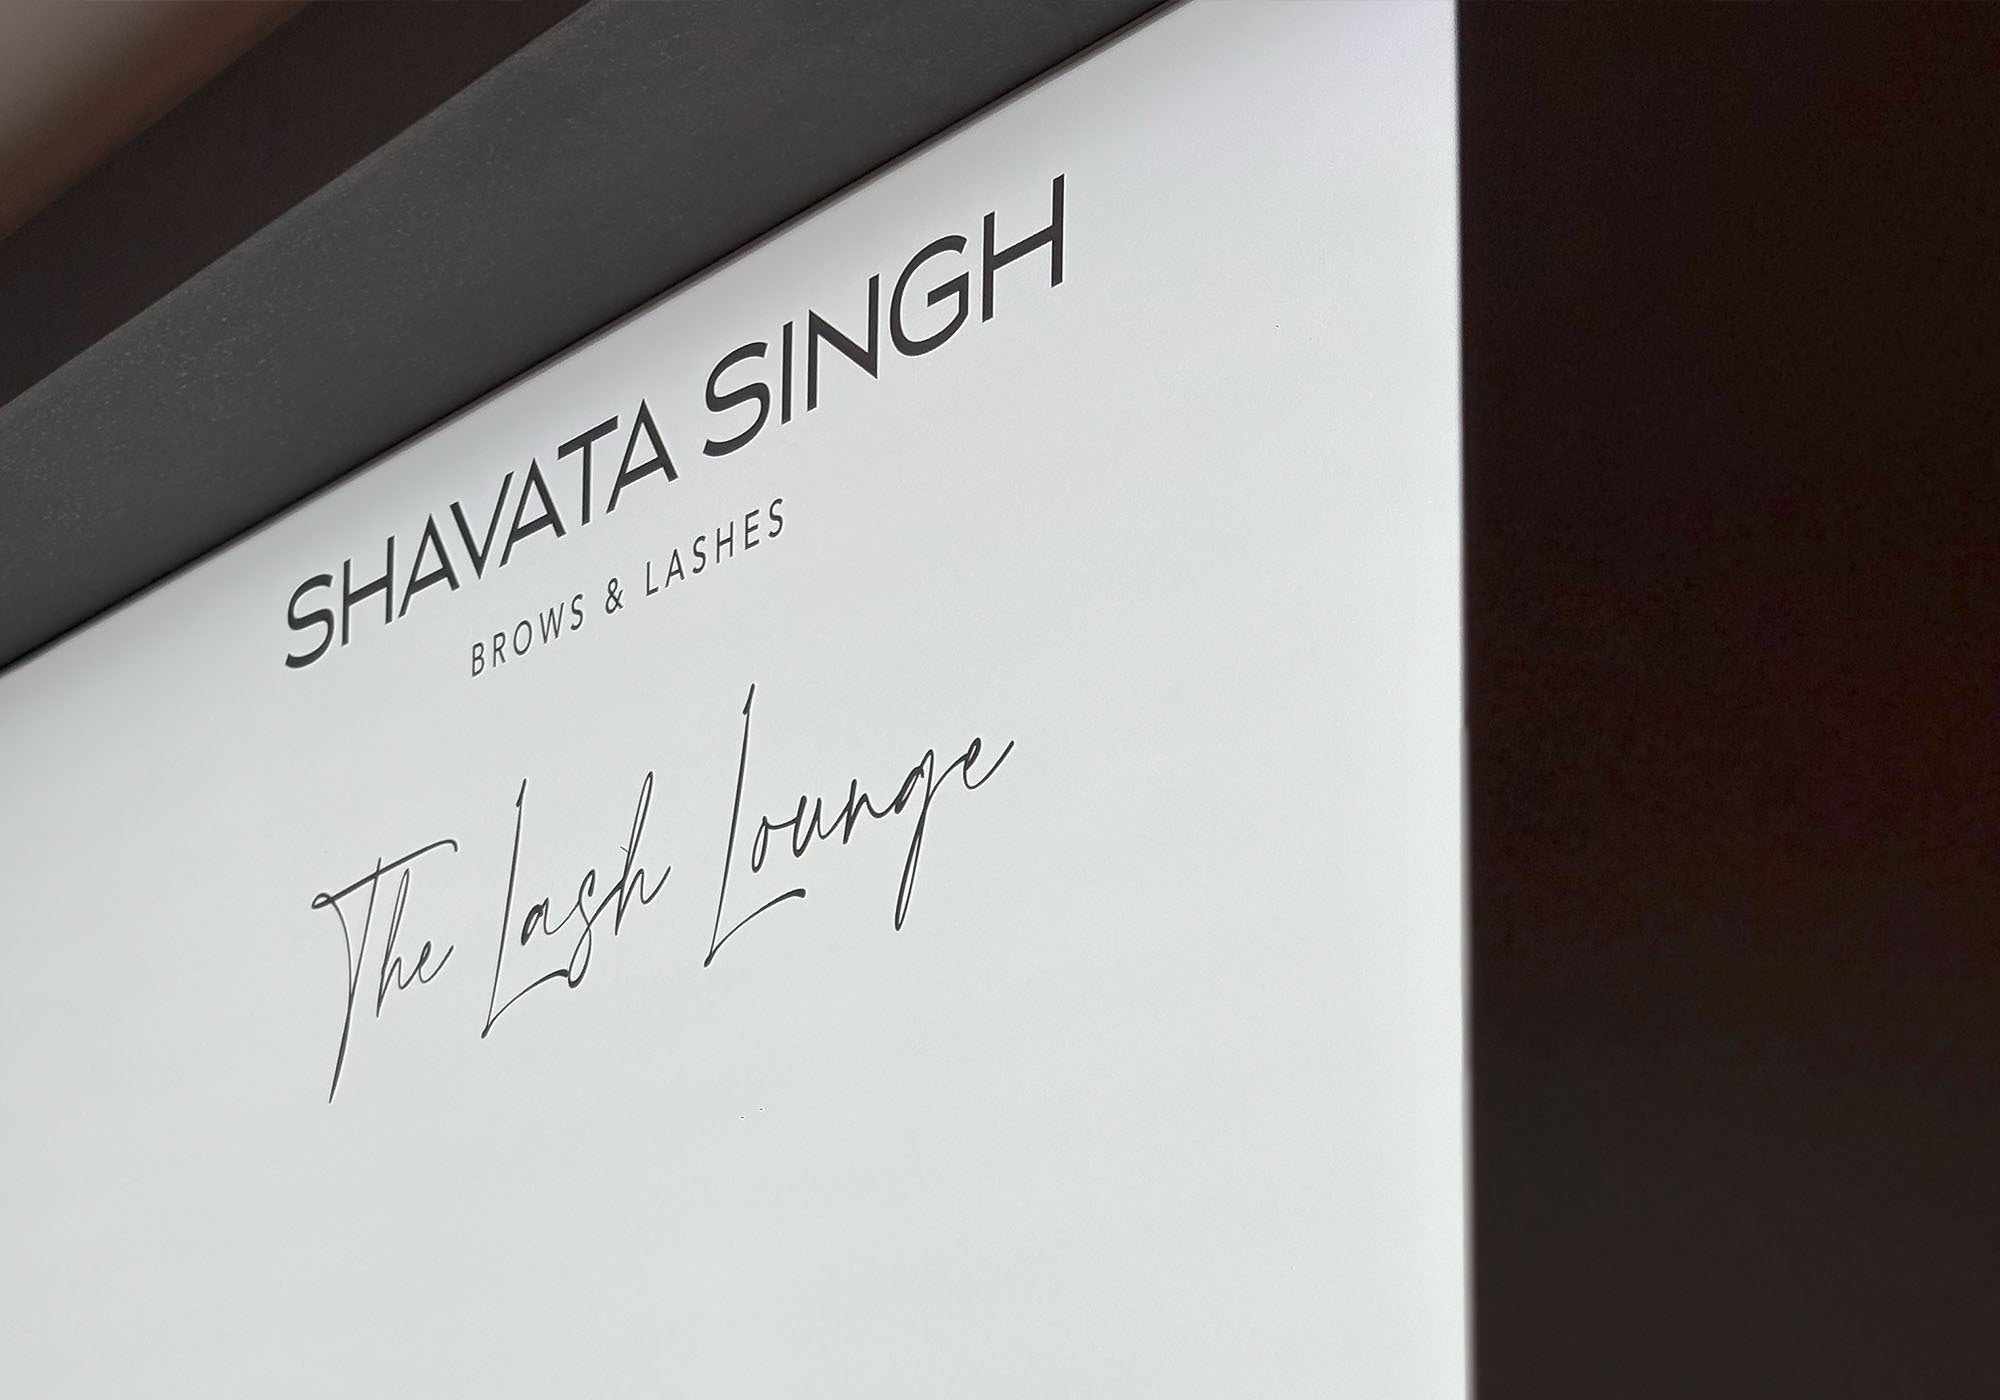 SHAVATA SINGH
BROWS & LASHES
The Lash Lounge